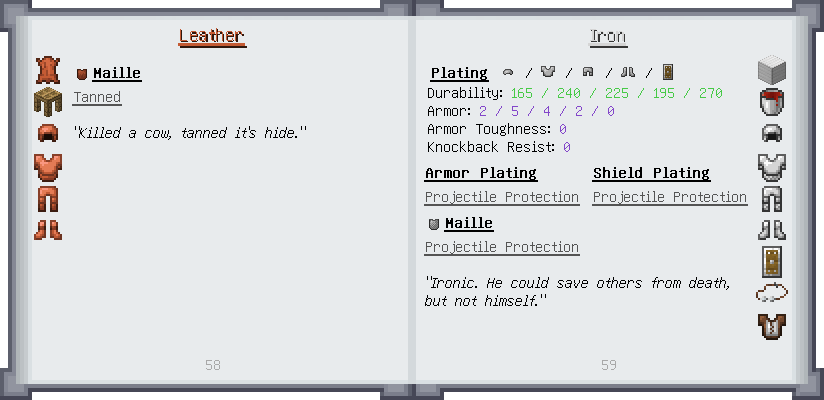 Leather
Maille
Tanned
"Killed a cow, tanned it's hide."
58
Iron
Plating / / / /
Durability: 165 / 240 / 225 / 195 / 270
Armor: 2 / 5 / 4 / 2 / 0
Armor Toughness: 0
Knockback Resist: 0
Armor Plating Shield Plating
Projectile Protection Projectile Protection
Maille
Projectile Protection
"Ironic. He could save others from death,
but not himself."
59